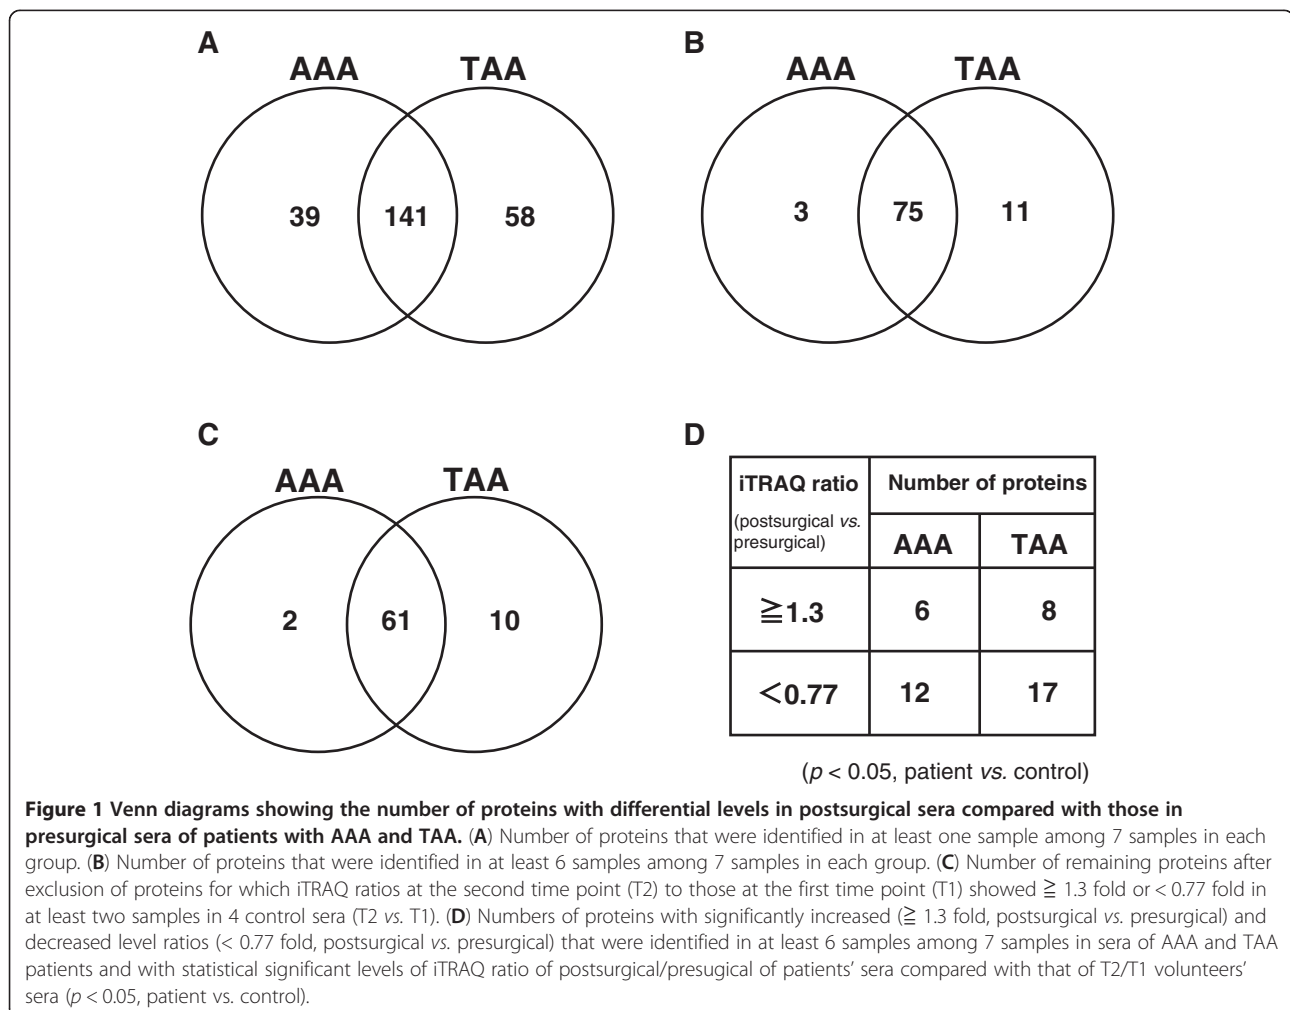 A
AAA TAA
39 141 58
B
AAA TAA
3 75 11
C
AAA TAA
2 61 10
D
iTRAQ ratio Number of proteins
(postsurgical vs.
presurgical) AAA TAA
≧1.3 6 8
<0.77 12 17
(p < 0.05, patient vs. control)
Figure 1 Venn diagrams showing the number of proteins with differential levels in postsurgical sera compared with those in
presurgical sera of patients with AAA and TAA. (A) Number of proteins that were identified in at least one sample among 7 samples in each
group. (B) Number of proteins that were identified in at least 6 samples among 7 samples in each group. (C) Number of remaining proteins after
exclusion of proteins for which iTRAQ ratios at the second time point (T2) to those at the first time point (T1) showed ≧ 1.3 fold or < 0.77 fold in
at least two samples in 4 control sera (T2 vs. T1). (D) Numbers of proteins with significantly increased (≧ 1.3 fold, postsurgical vs. presurgical) and
decreased level ratios (< 0.77 fold, postsurgical vs. presurgical) that were identified in at least 6 samples among 7 samples in sera of AAA and TAA
patients and with statistical significant levels of iTRAQ ratio of postsurgical/presugical of patients' sera compared with that of T2/T1 volunteers'
sera (p < 0.05, patient vs. control).